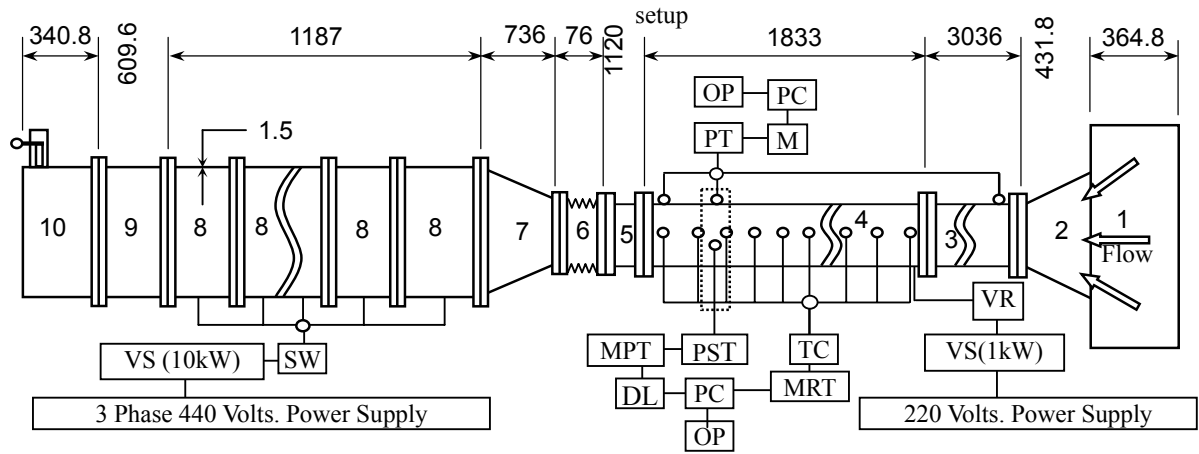 setup
340.8
609.6
1187
736
76
1120
1833
3036
431.8
364.8
OP
PC
PT
M
1.5
10
9
8
8
8
8
7
6
5
4
3
2
1
Flow
VR
VS (10kW)
SW
MPT
PST
TC
VS(1kW)
DL
PC
MRT
3 Phase 440 Volts. Power Supply
OP
220 Volts. Power Supply